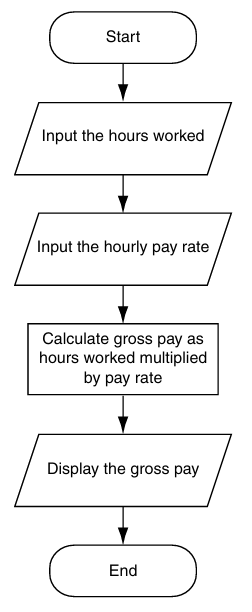 Start
Input the hours worked
Input the hourly pay rate
Calculate gross pay as
hours worked multiplied
by pay rate
Display the gross pay
End